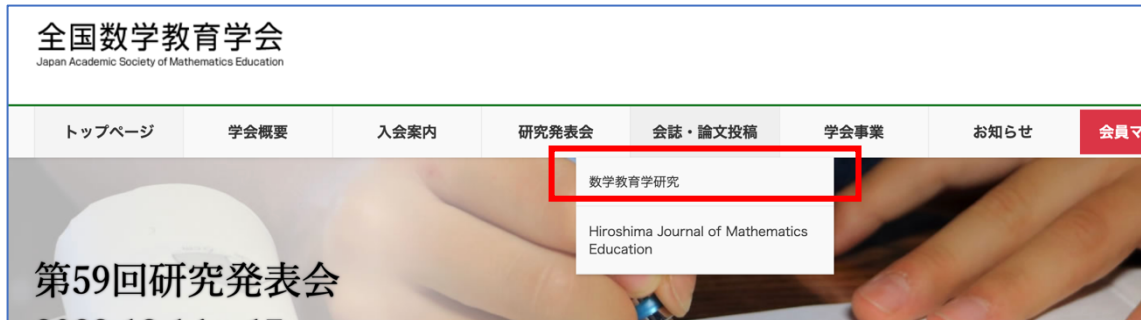 全国数学教育学会
Japan Academic Society of Mathematics Education
トップページ
学会概要
入会案内
研究発表会
会誌・論文投稿
学会事業
お知らせ
会員マ
数学教育学研究
Hiroshima Journal of Mathematics
Education
第59回研究発表会